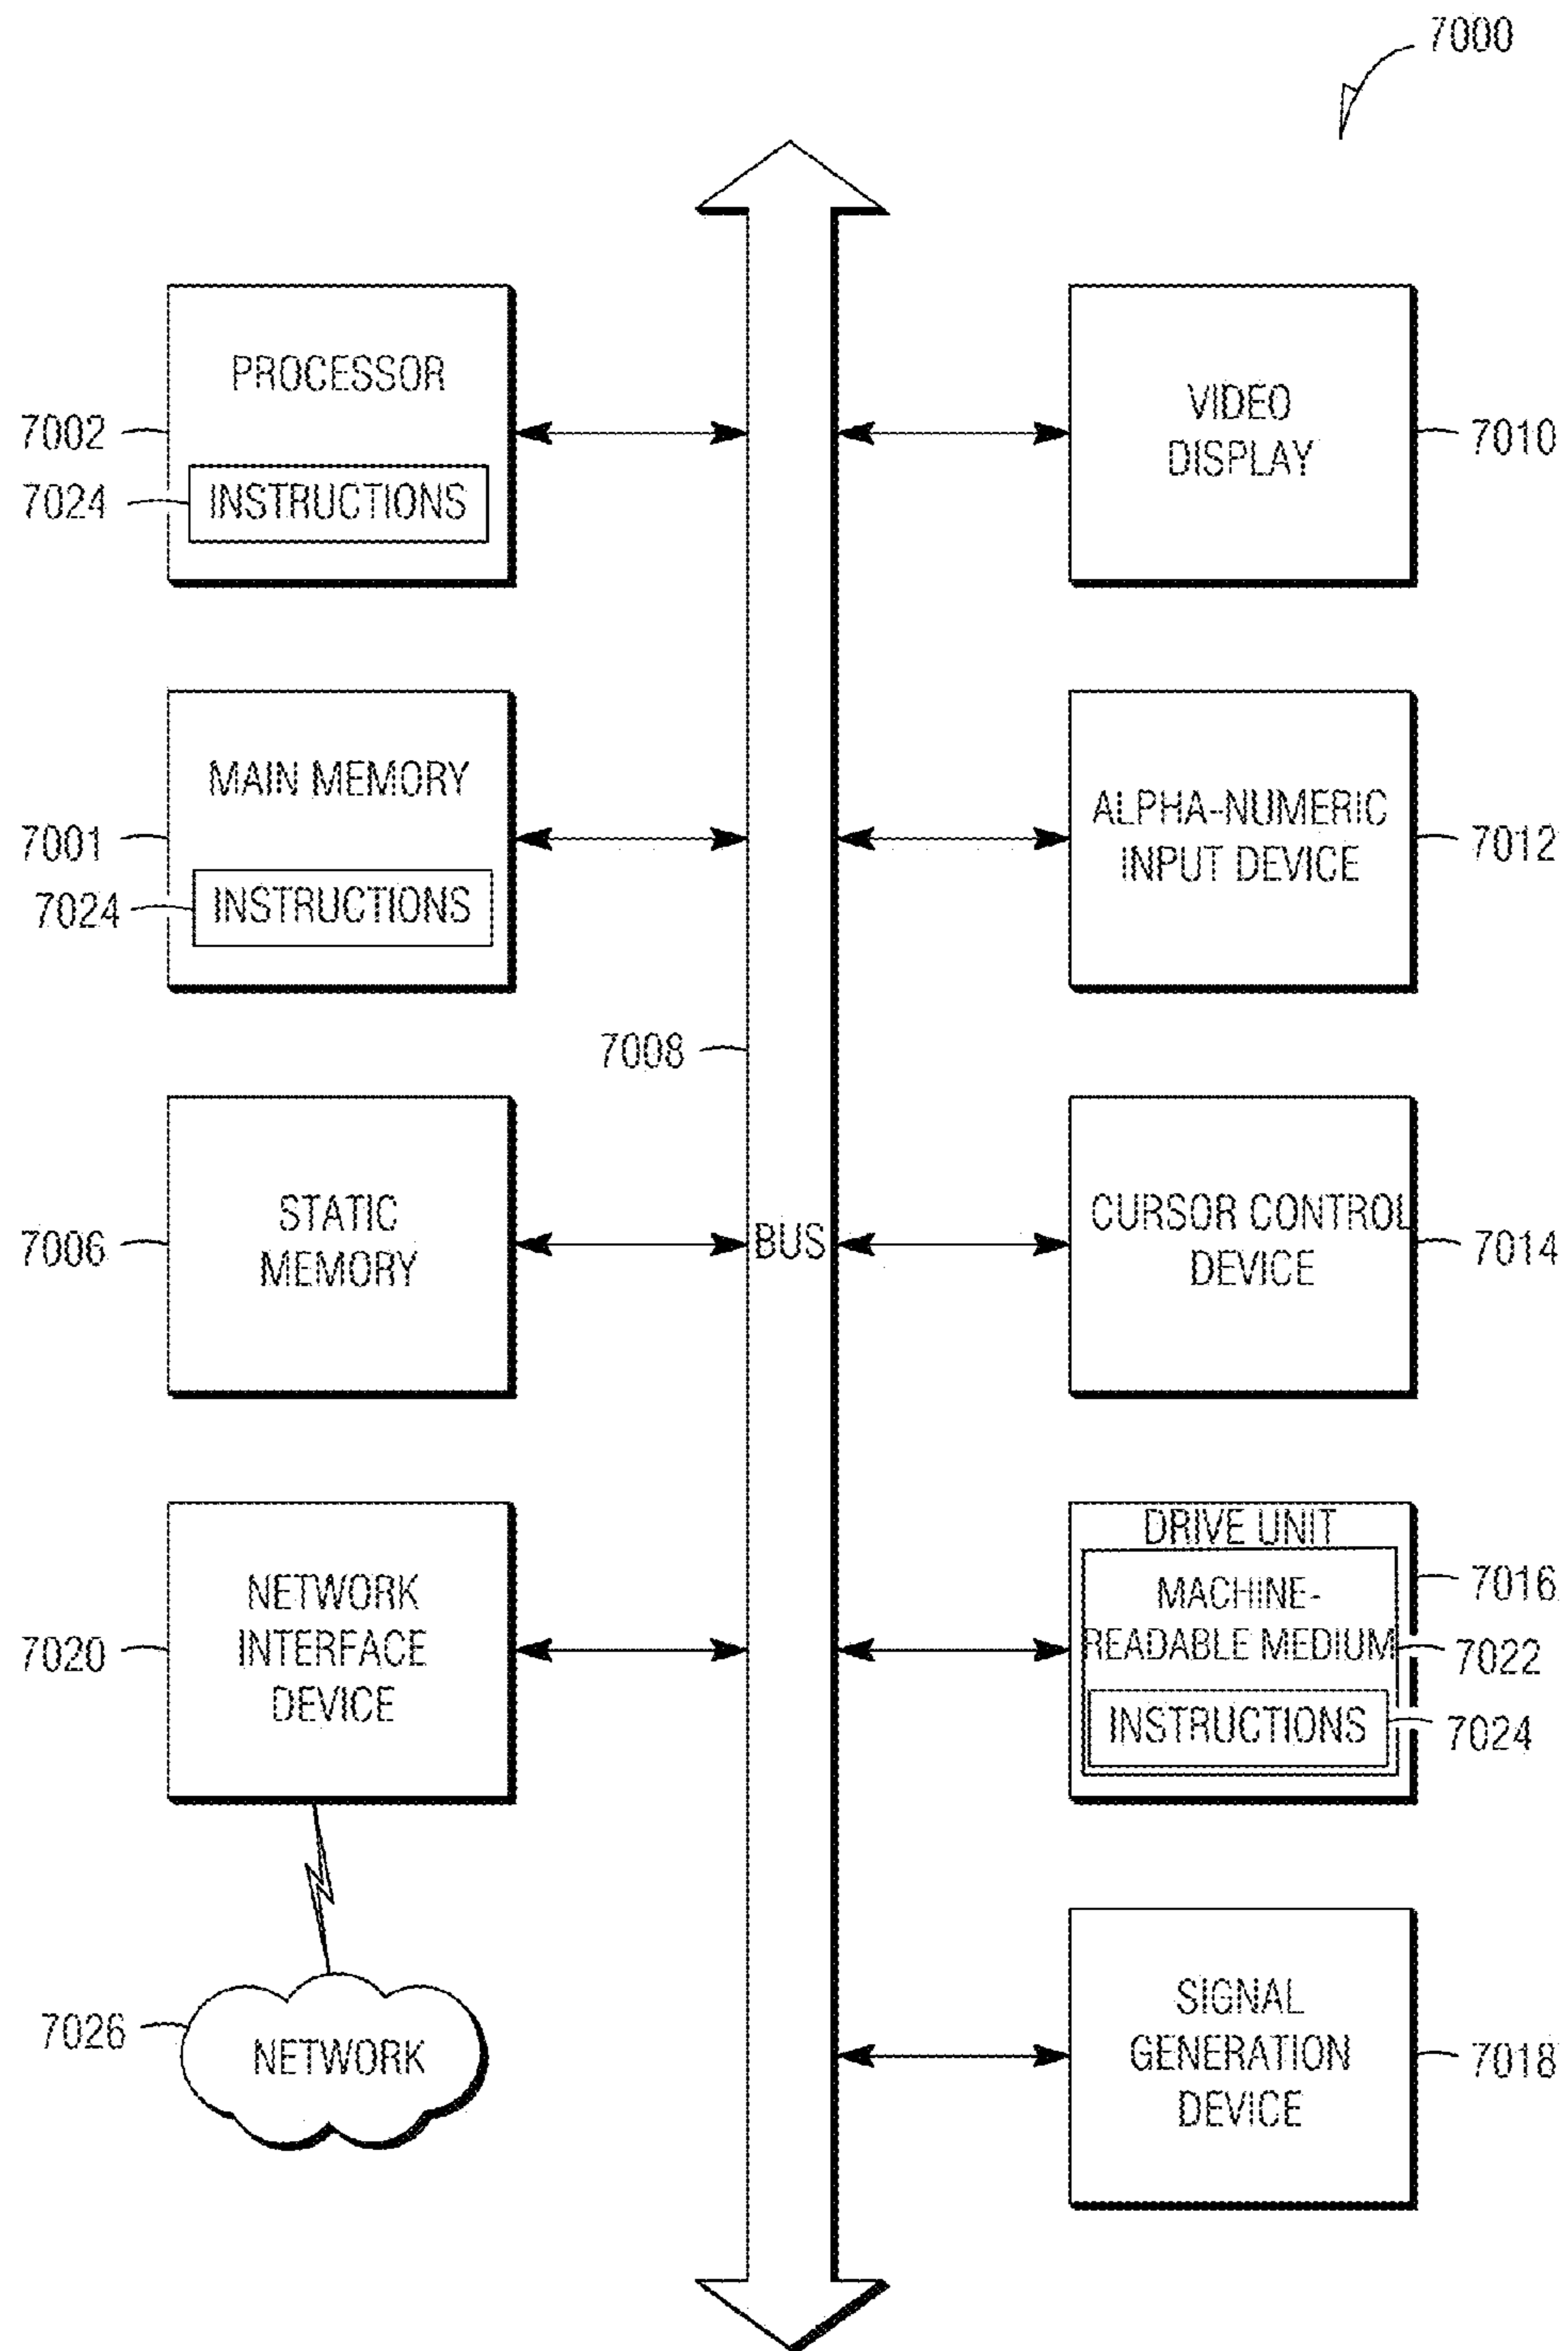 7000
PROCESSOR
7002
7024
INSTRUCTIONS
VIDEO
DISPLAY
7010
MAIN MEMORY
7001
7024
INSTRUCTIONS
ALPHA-NUMERIC
INPUT DEVICE
7012
7008
STATIC
MEMORY
7006
BUS
CURSOR CONTROL
DEVICE
7014
NETWORK
INTERFACE
DEVICE
7020
DRIVE UNIT
MACHINE-
READABLE MEDIUM
INSTRUCTIONS
7016
7022
7024
7026
NETWORK
SIGNAL
GENERATION
DEVICE
7018